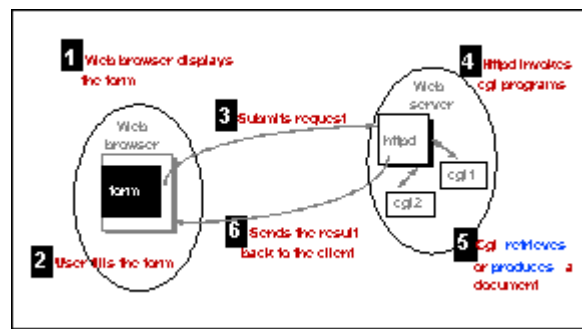 1 Web browser displays
the form
4 Httpd invokes
cgi programs
Web
server
3 Submits request
Web
browser
httpd
form
cgi1
cgi2
6 Sends the result
back to the client
2 User fills the form
5 Cgi retrieves
or produces a
document